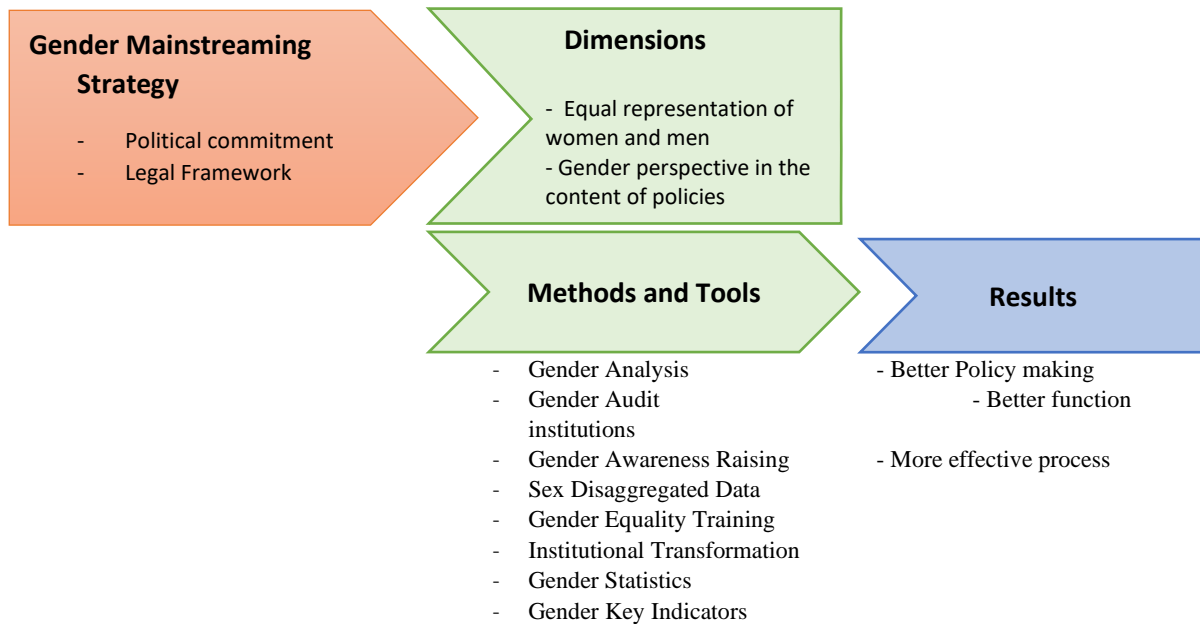 Gender Mainstreaming
Strategy
- Political commitment
- Legal Framework
Dimensions
- Equal representation of
women and men
- Gender perspective in the
content of policies
Methods and Tools
- Gender Analysis
- Gender Audit
institutions
- Gender Awareness Raising
- Sex Disaggregated Data
- Gender Equality Training
- Institutional Transformation
- Gender Statistics
- Gender Key Indicators
Results
- Better Policy making
- Better function
- More effective process